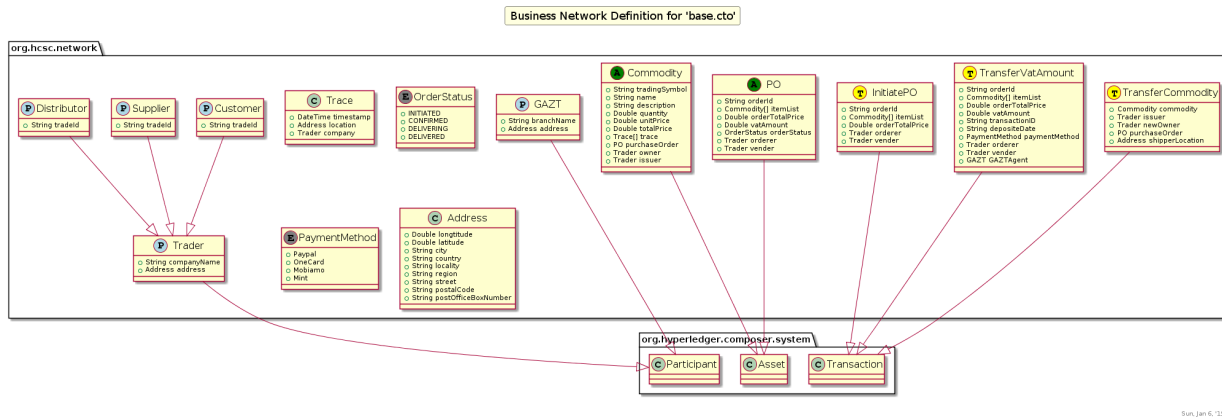 Business Network Definition for 'base.cto'
org.hcsc.network
P Distributor
String tradeId
P Supplier
String tradeId
P Customer
String tradeId
C Trace
DateTime timestamp
Address location
Trader company
E OrderStatus
INITIATED
CONFIRMED
DELIVERING
DELIVERED
P GAZT
String branchName
Address address
A Commodity
String tradingSymbol
String name
String description
Double quantity
Double unitPrice
Double totalPrice
Trace[] trace
PO purchaseOrder
Trader owner
Trader issuer
A PO
String orderId
Commodity[] itemList
Double orderTotalPrice
Double vatAmount
OrderStatus orderStatus
Trader orderer
Trader vender
T InitiatePO
String orderId
Commodity[] itemList
Double orderTotalPrice
Trader orderer
Trader vender
T TransferVatAmount
String orderId
Commodity[] itemList
Double orderTotalPrice
Double vatAmount
String transactionID
String depositeDate
PaymentMethod paymentMethod
Trader orderer
Trader vender
GAZT GAZTAgent
T TransferCommodity
Commodity commodity
Trader issuer
Trader newOwner
PO purchaseOrder
Address shipperLocation
P Trader
String companyName
Address address
E PaymentMethod
Paypal
OneCard
Mobiamo
Mint
C Address
Double longtitude
Double latitude
String city
String country
String locality
String region
String street
String postalCode
String postOfficeBoxNumber
org.hyperledger.composer.system
C Participant
C Asset
C Transaction
Sun, Jan 6,